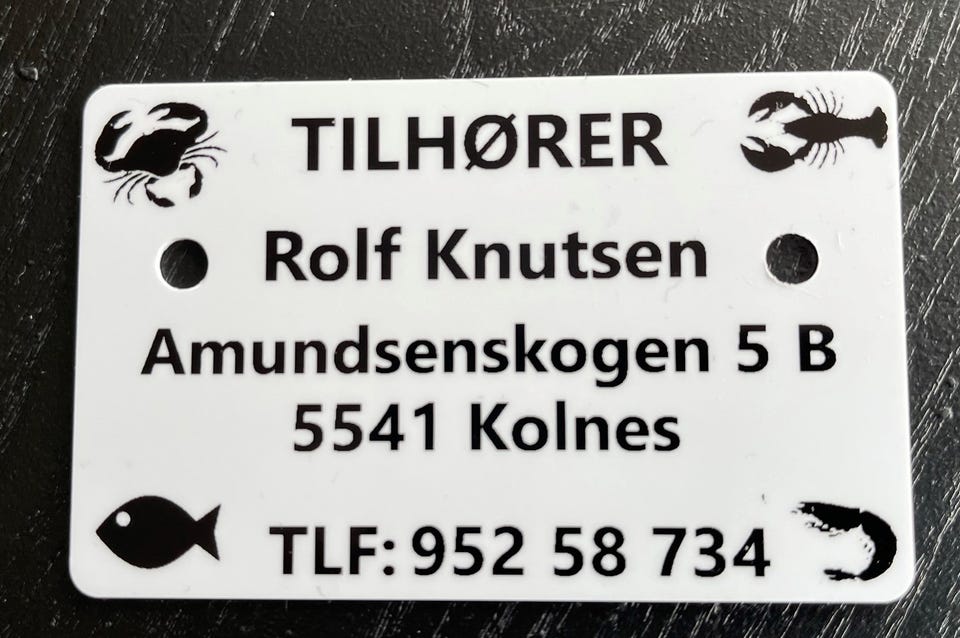 TILHØRER
Rolf Knutsen
Amundsenskogen 5 B
5541 Kolnes
TLF: 952 58 734